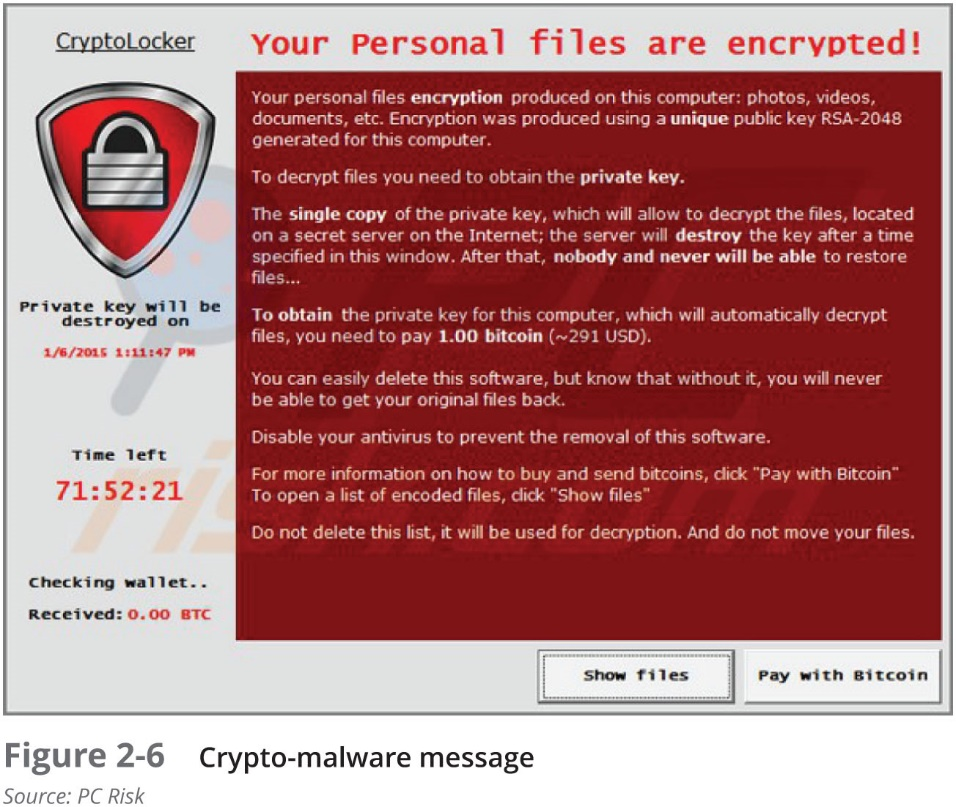 CryptoLocker
Your Personal files are encrypted!
Private key will be
destroyed on
1/6/2015 1:11:47 PM
Time left
71:52:21
Checking wallet..
Received: 0.00 BTC
Your personal files encryption produced on this computer: photos, videos,
documents, etc. Encryption was produced using a unique public key RSA-2048
generated for this computer.
To decrypt files you need to obtain the private key.
The single copy of the private key, which will allow to decrypt the files, located
on a secret server on the Internet; the server will destroy the key after a time
specified in this window. After that, nobody and never will be able to restore
files...
To obtain the private key for this computer, which will automatically decrypt
files, you need to pay 1.00 bitcoin (~291 USD).
You can easily delete this software, but know that without it, you will never
be able to get your original files back.
Disable your antivirus to prevent the removal of this software.
For more information on how to buy and send bitcoins, click "Pay with Bitcoin"
To open a list of encoded files, click "Show files"
Do not delete this list, it will be used for decryption. And do not move your files.
Show files
Pay with Bitcoin
Figure 2-6 Crypto-malware message
Source: PC Risk